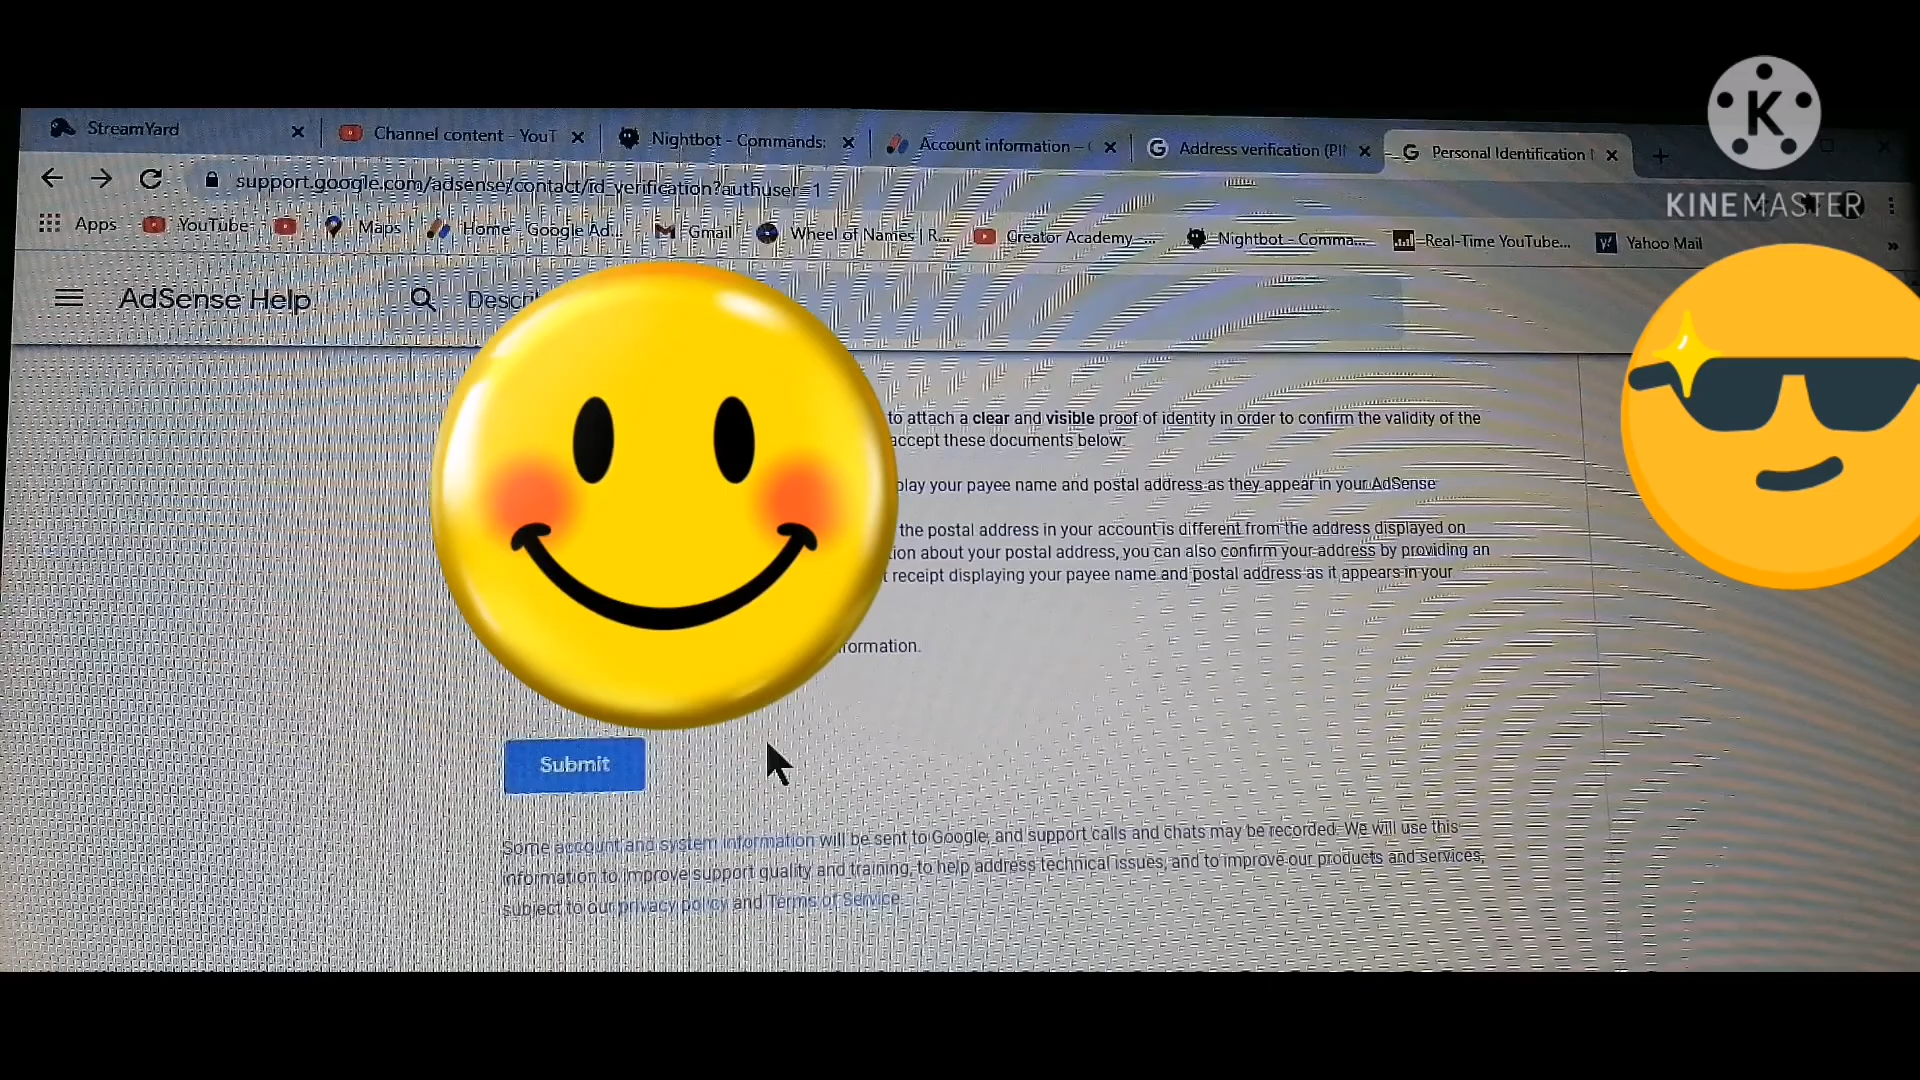 K
KINEMASTER
StreamYard
Channel content - YouT
Nightbot - Commands:
Account information –
Address verification (PI
Personal Identification
support.google.com/adsense/contact/id-verification?authuser=1
Apps
YouTube
Maps
Home - Google Ad...
Gmail
Wheel of Names | R...
Creator Academy -...
Nightbot - Comma...
Real-Time YouTube...
Yahoo Mail
AdSense Help
to attach a clear and visible proof of identity in order to confirm the validity of the
accept these documents below:
play your payee name and postal address as they appear in your AdSense
the postal address in your account is different from the address displayed on
ion about your postal address, you can also confirm your address by providing an
receipt displaying your payee name and postal address as it appears in your
formation.
Submit
Some account and system information will be sent to Google, and support calls and chats may be recorded. We will use this
information to improve support quality and training, to help address technical issues, and to improve our products and services,
subject to our privacy policy and Terms of Service.